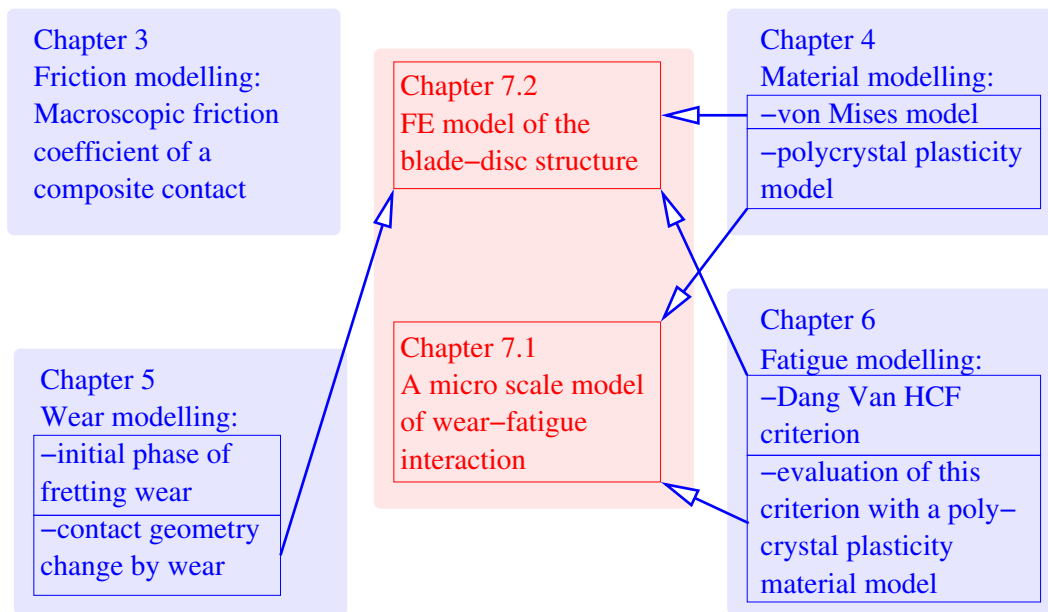 Chapter 3
Friction modelling:
Macroscopic friction
coefficient of a
composite contact
Chapter 7.2
FE model of the
blade−disc structure
Chapter 4
Material modelling:
−von Mises model
−polycrystal plasticity
model
Chapter 5
Wear modelling:
−initial phase of
fretting wear
−contact geometry
change by wear
Chapter 7.1
A micro scale model
of wear−fatigue
interaction
Chapter 6
Fatigue modelling:
−Dang Van HCF
criterion
−evaluation of this
criterion with a poly−
crystal plasticity
material model